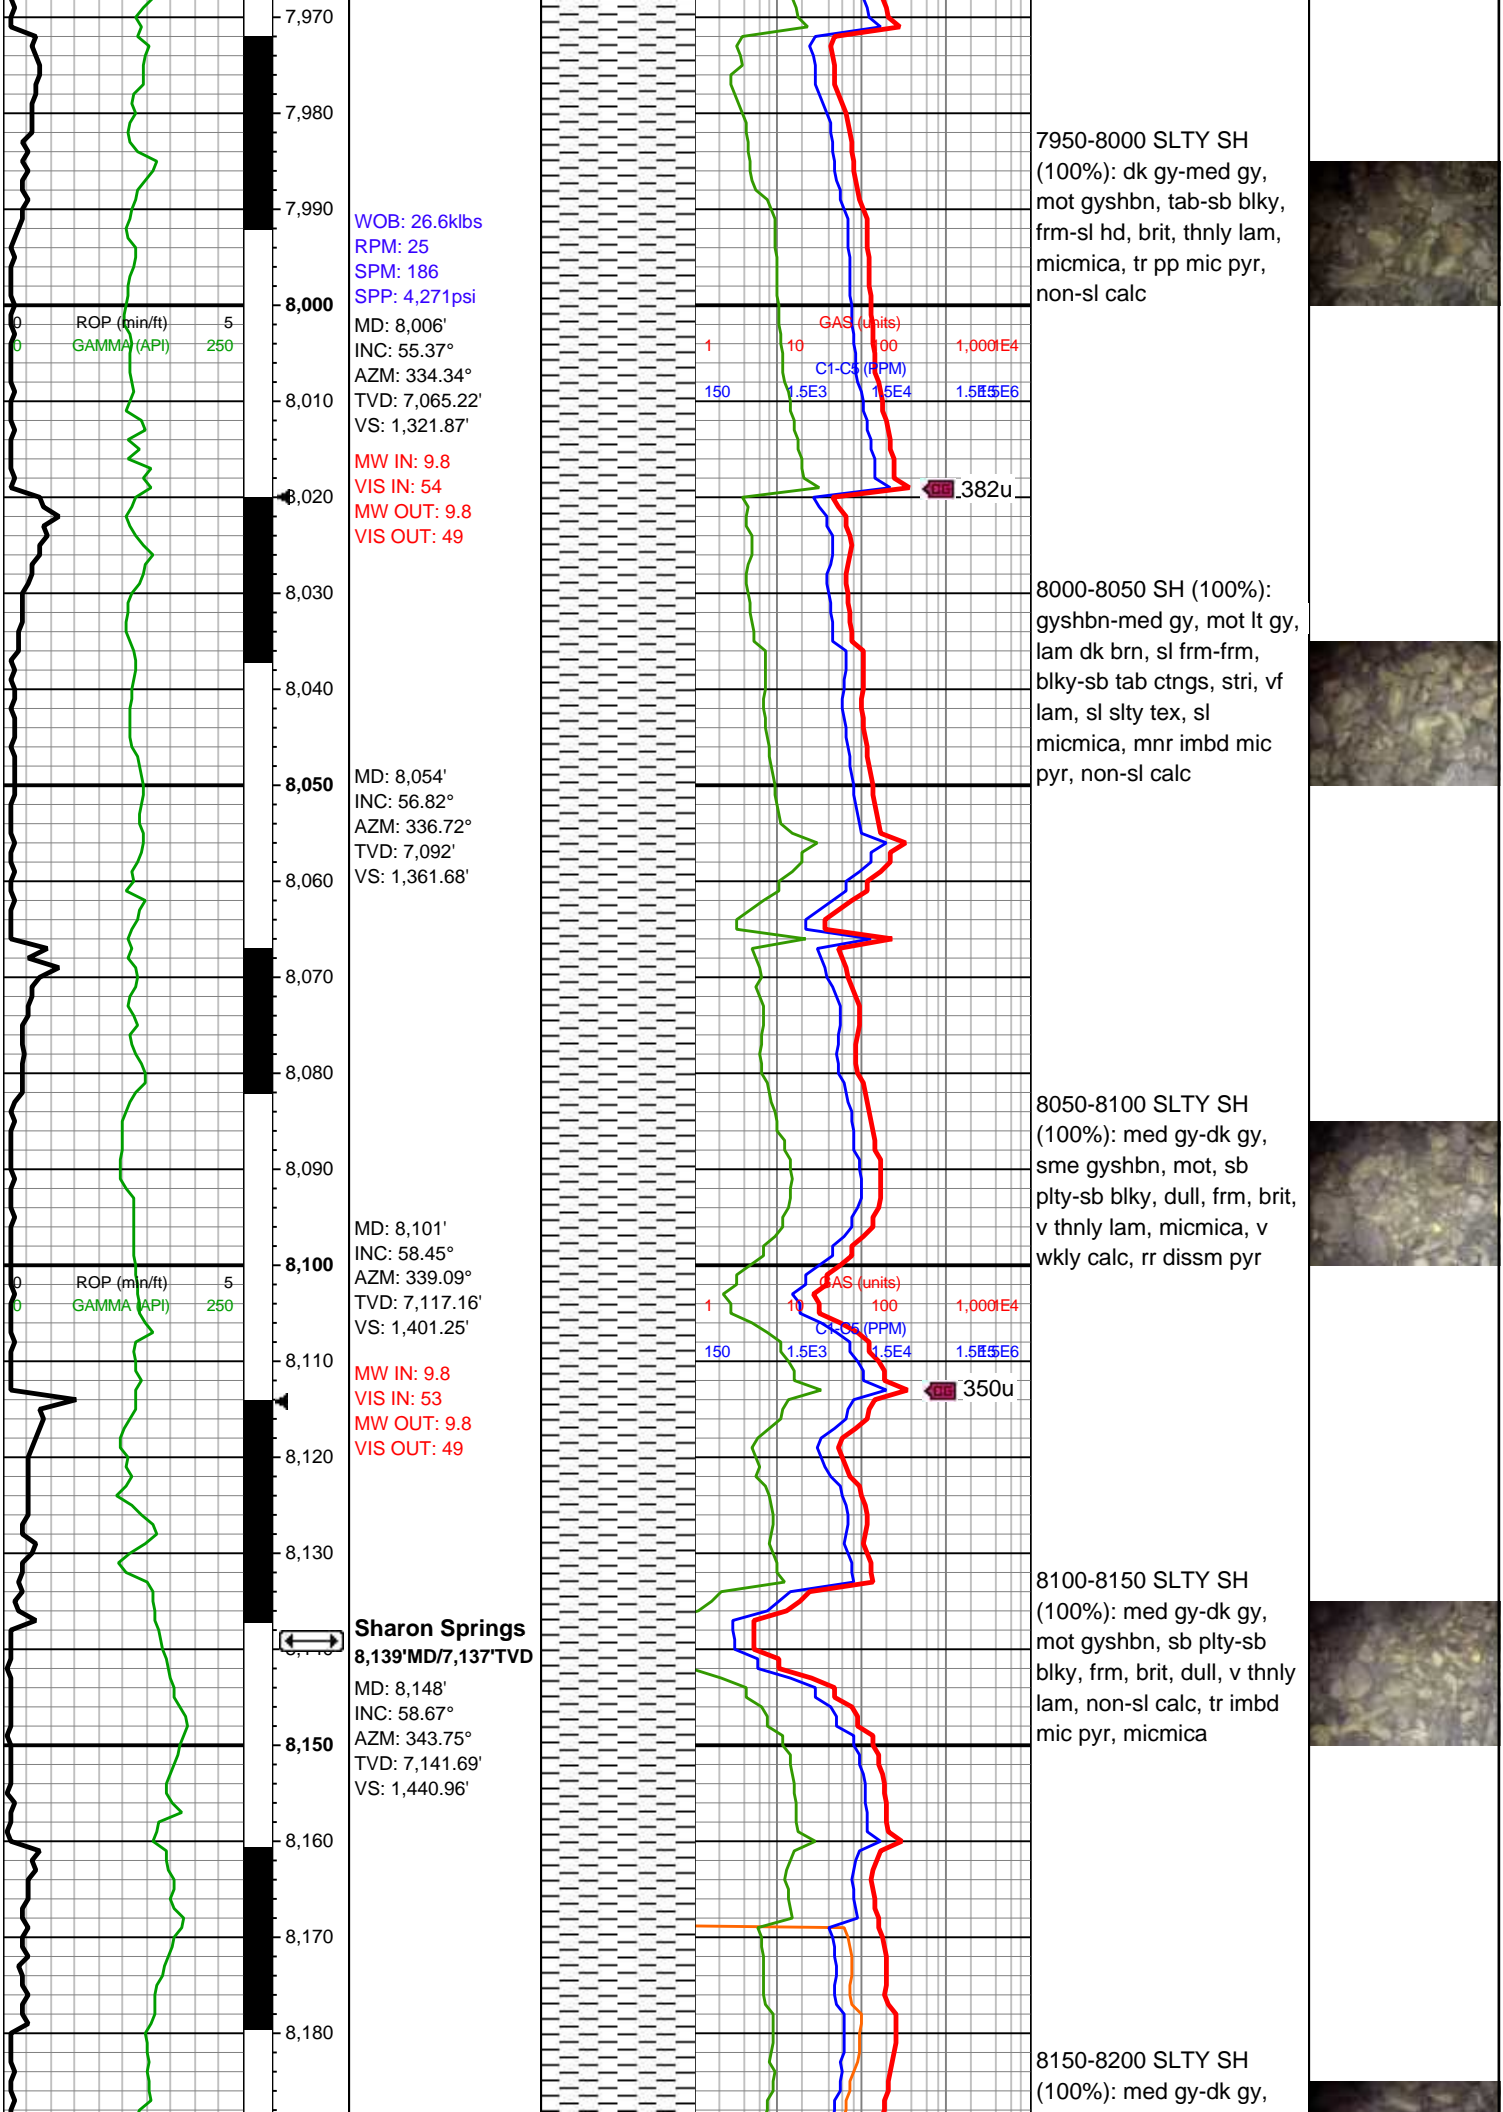 7,970
7,980
7,990
8,000
8,010
8,020
8,030
8,040
8,050
8,060
8,070
8,080
8,090
8,100
8,110
8,120
8,130
8,150
8,160
8,170
8,180
0 ROP (min/ft) 5
0 GAMMA (API) 250
0 ROP (min/ft) 5
0 GAMMA (API) 250
WOB: 26.6klbs
RPM: 25
SPM: 186
SPP: 4,271psi
MD: 8,006'
INC: 55.37°
AZM: 334.34°
TVD: 7,065.22'
VS: 1,321.87'
MW IN: 9.8
VIS IN: 54
MW OUT: 9.8
VIS OUT: 49
MD: 8,054'
INC: 56.82°
AZM: 336.72°
TVD: 7,092'
VS: 1,361.68'
MD: 8,101'
INC: 58.45°
AZM: 339.09°
TVD: 7,117.16'
VS: 1,401.25'
MW IN: 9.8
VIS IN: 53
MW OUT: 9.8
VIS OUT: 49
Sharon Springs
8,139'MD/7,137'TVD
MD: 8,148'
INC: 58.67°
AZM: 343.75°
TVD: 7,141.69'
VS: 1,440.96'
GAS (units)
1 10 100 1,000 1E4
C1-C5 (PPM)
150 1.5E3 1.5E4 1.5E5 1.5E6
CG 382u
GAS (units)
1 10 100 1,000 1E4
C1-C5 (PPM)
150 1.5E3 1.5E4 1.5E5 1.5E6
CG 350u
7950-8000 SLTY SH
(100%): dk gy-med gy,
mot gyshbn, tab-sb blky,
frm-sl hd, brit, thnly lam,
micmica, tr pp mic pyr,
non-sl calc
8000-8050 SH (100%):
gyshbn-med gy, mot lt gy,
lam dk brn, sl frm-frm,
blky-sb tab ctngs, stri, vf
lam, sl slty tex, sl
micmica, mnr imbd mic
pyr, non-sl calc
8050-8100 SLTY SH
(100%): med gy-dk gy,
sme gyshbn, mot, sb
plty-sb blky, dull, frm, brit,
v thnly lam, micmica, v
wkly calc, rr dissm pyr
8100-8150 SLTY SH
(100%): med gy-dk gy,
mot gyshbn, sb plty-sb
blky, frm, brit, dull, v thnly
lam, non-sl calc, tr imbd
mic pyr, micmica
8150-8200 SLTY SH
(100%): med gy-dk gy,